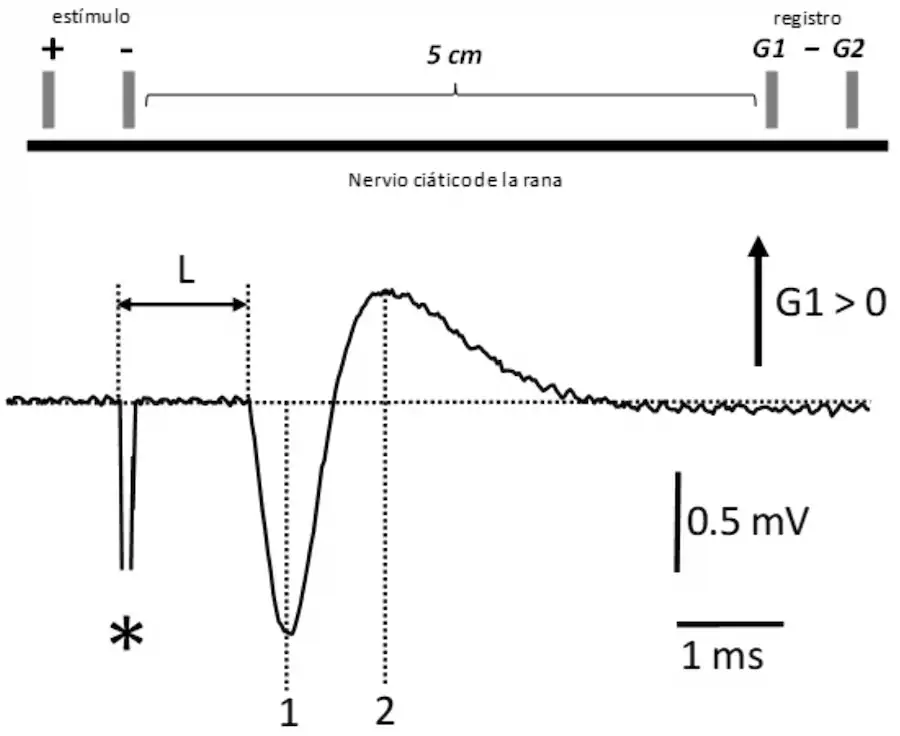 estímulo
registro
+ -
5 cm
G1 – G2
Nervio ciático de la rana
L
G1 > 0
0.5 mV
*
1 ms
1
2